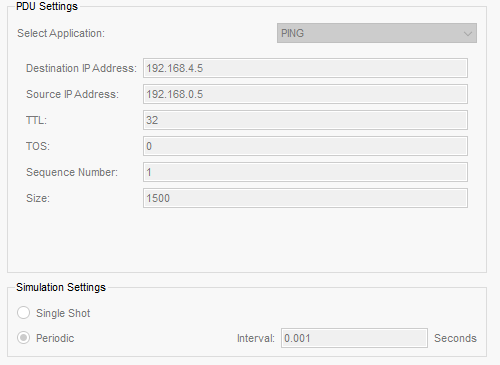 PDU Settings
Select Application: PING
Destination IP Address: 192.168.4.5
Source IP Address: 192.168.0.5
TTL: 32
TOS: 0
Sequence Number: 1
Size: 1500
Simulation Settings
Single Shot
Periodic Interval: 0.001 Seconds